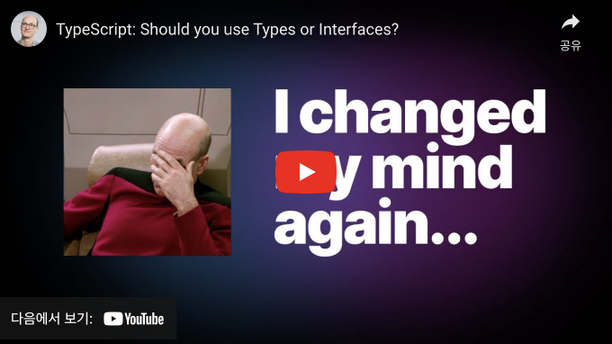 TypeScript: Should you use Types or Interfaces?
공유
I changed
my mind
again...
다음에서 보기: YouTube